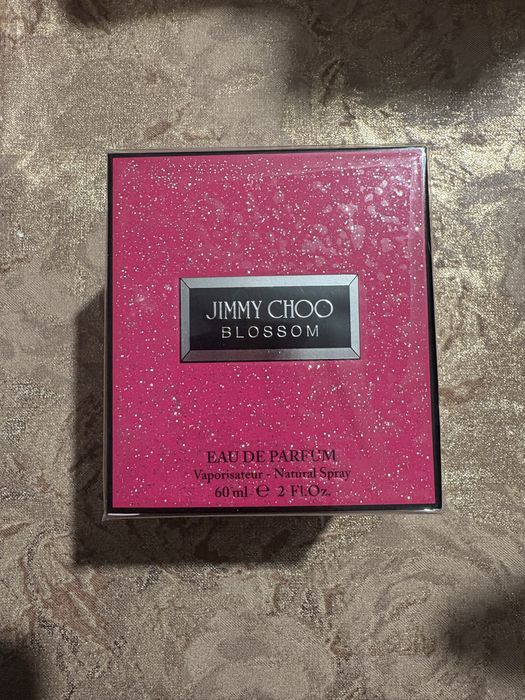 JIMMY CHOO
BLOSSOM
EAU DE PARFUM
Vaporisateur - Natural Spray
60 ml ℮ 2 Fl.Oz.